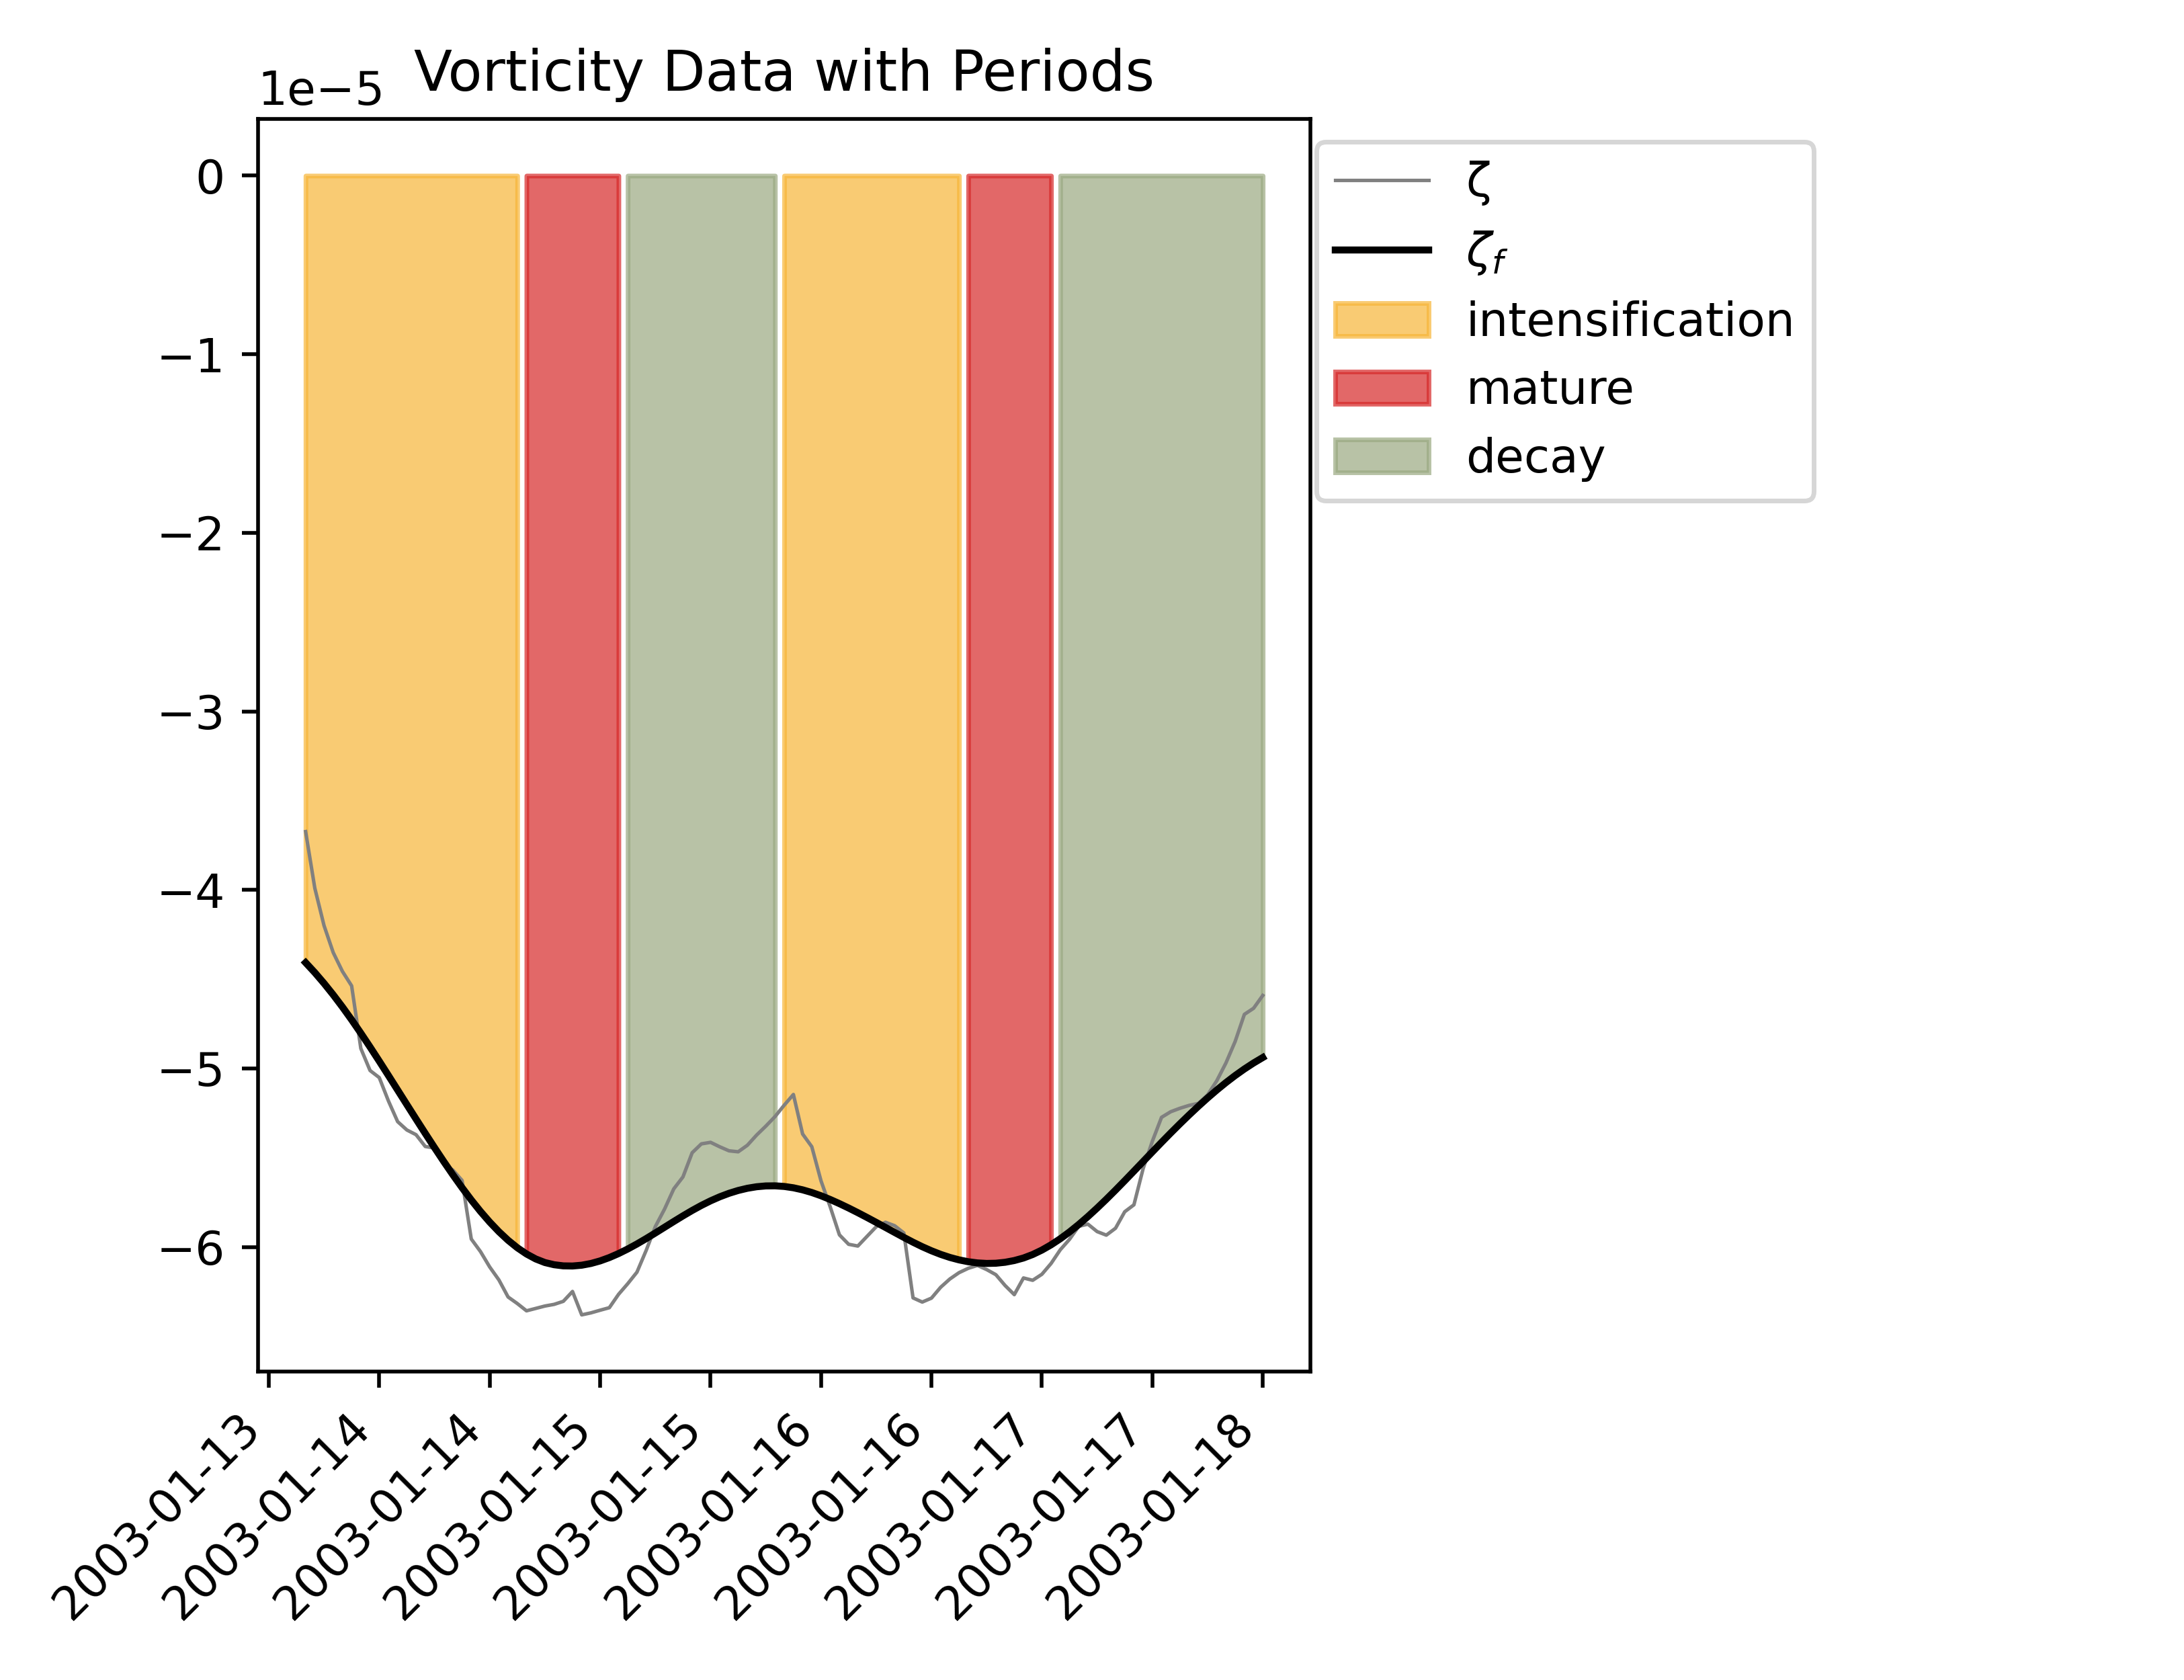 Vorticity Data with Periods
1e−5
0
−1
−2
−3
−4
−5
−6
2003-01-13
2003-01-14
2003-01-14
2003-01-15
2003-01-15
2003-01-16
2003-01-16
2003-01-17
2003-01-17
2003-01-18
ζ
ζf
intensification
mature
decay